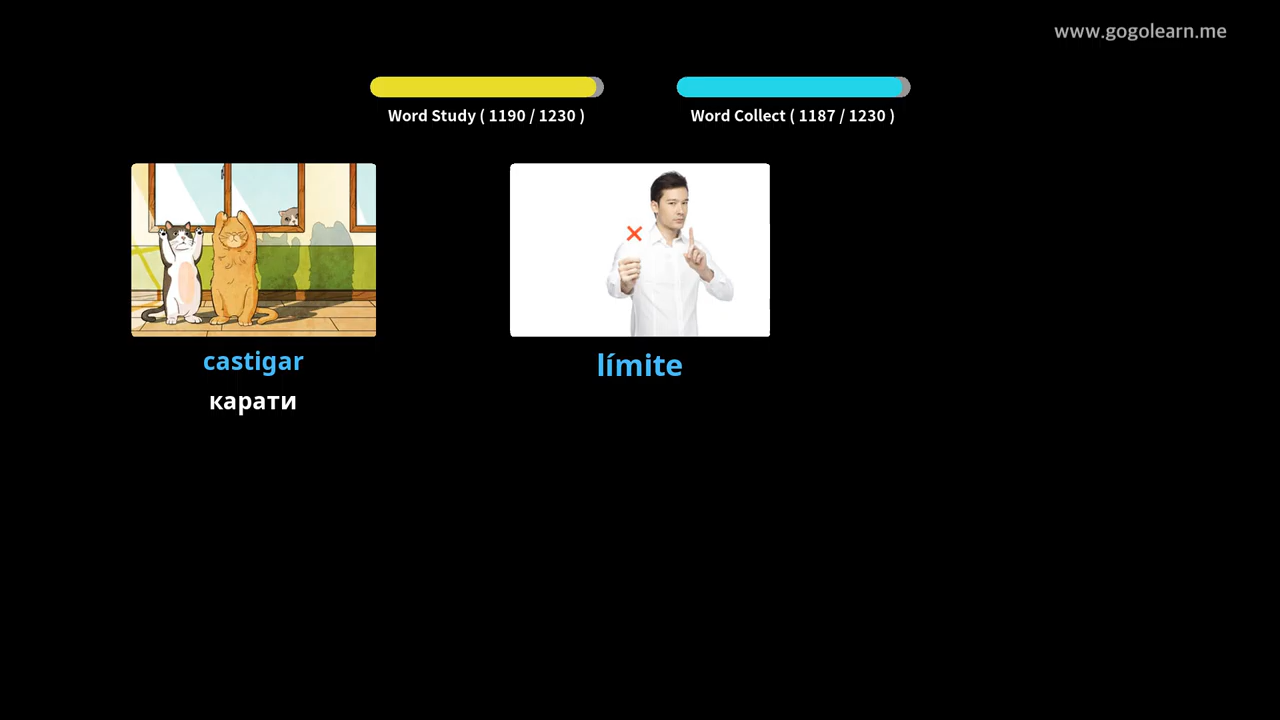 www.gogolearn.me
Word Study ( 1190 / 1230 )
Word Collect ( 1187 / 1230 )
castigar
карати
límite